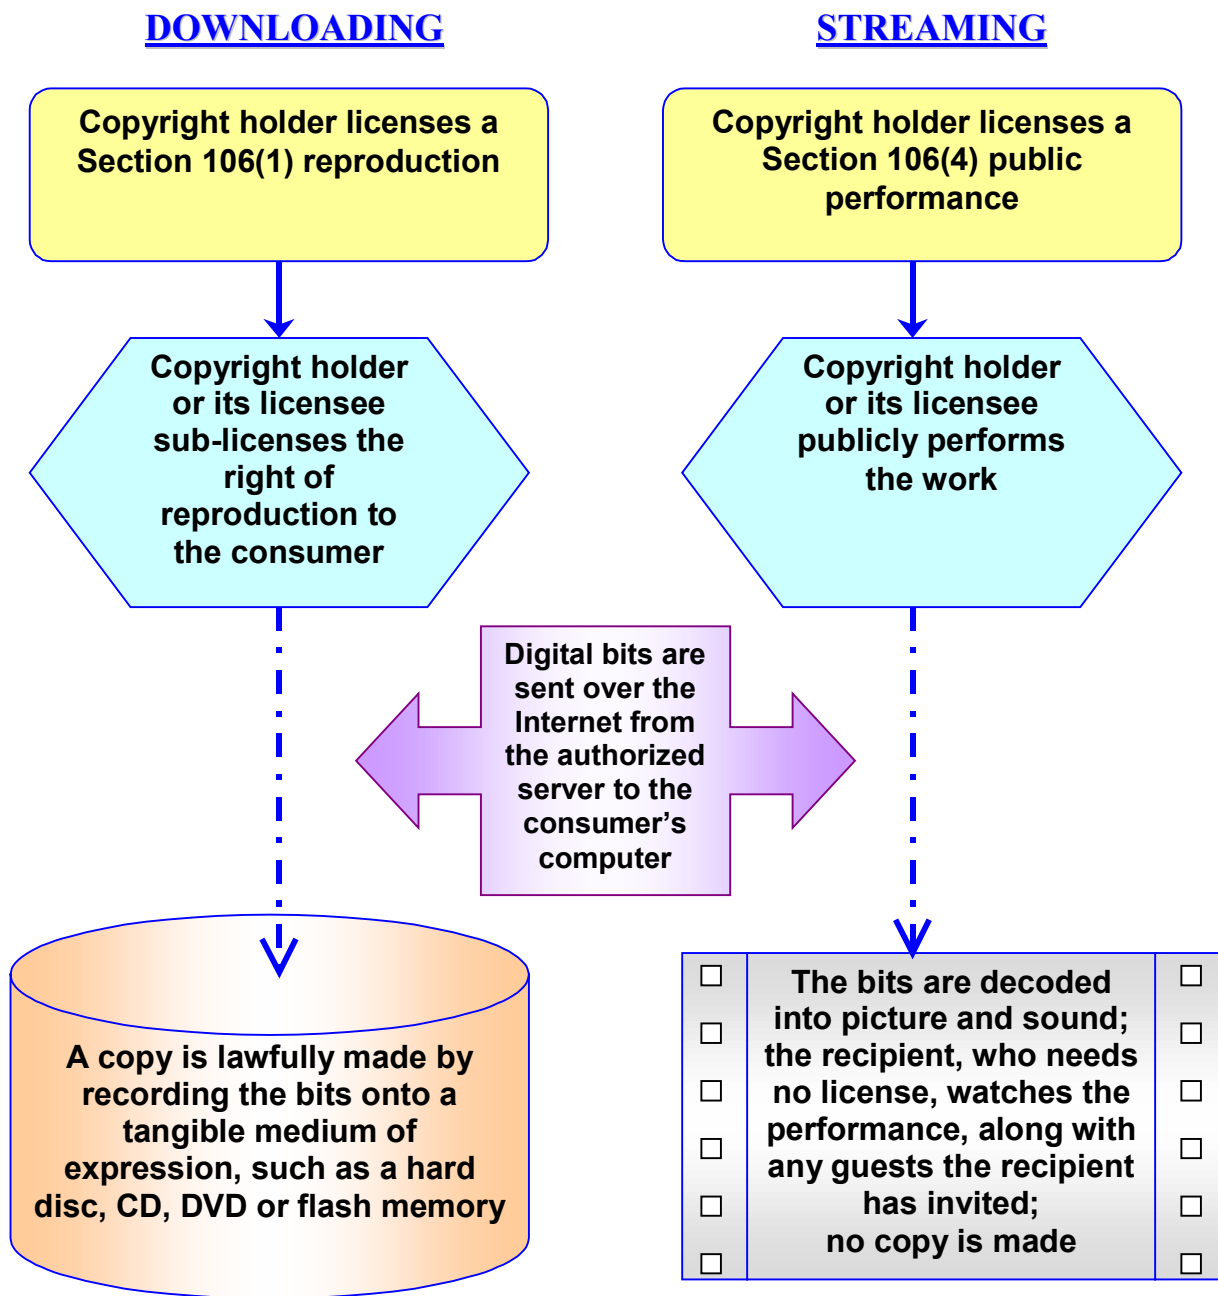 DOWNLOADING
Copyright holder licenses a
Section 106(1) reproduction
Copyright holder
or its licensee
sub-licenses the
right of
reproduction to
the consumer
STREAMING
Copyright holder licenses a
Section 106(4) public
performance
Copyright holder
or its licensee
publicly performs
the work
Digital bits are
sent over the
Internet from
the authorized
server to the
consumer’s
computer
A copy is lawfully made by
recording the bits onto a
tangible medium of
expression, such as a hard
disc, CD, DVD or flash memory
The bits are decoded
into picture and sound;
the recipient, who needs
no license, watches the
performance, along with
any guests the recipient
has invited;
no copy is made